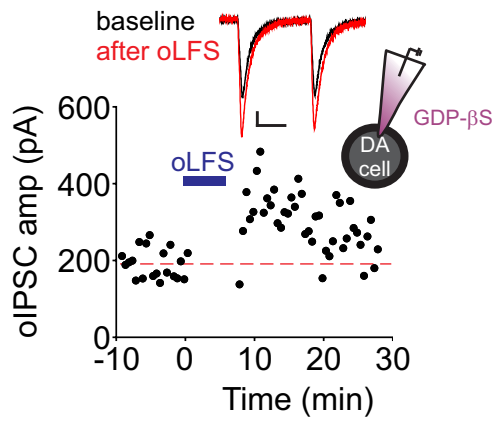 baseline
after oLFS
GDP-βS
DA
cell
oLFS
oIPSC amp (pA)
600
400
200
0
-10
0
10
20
30
Time (min)